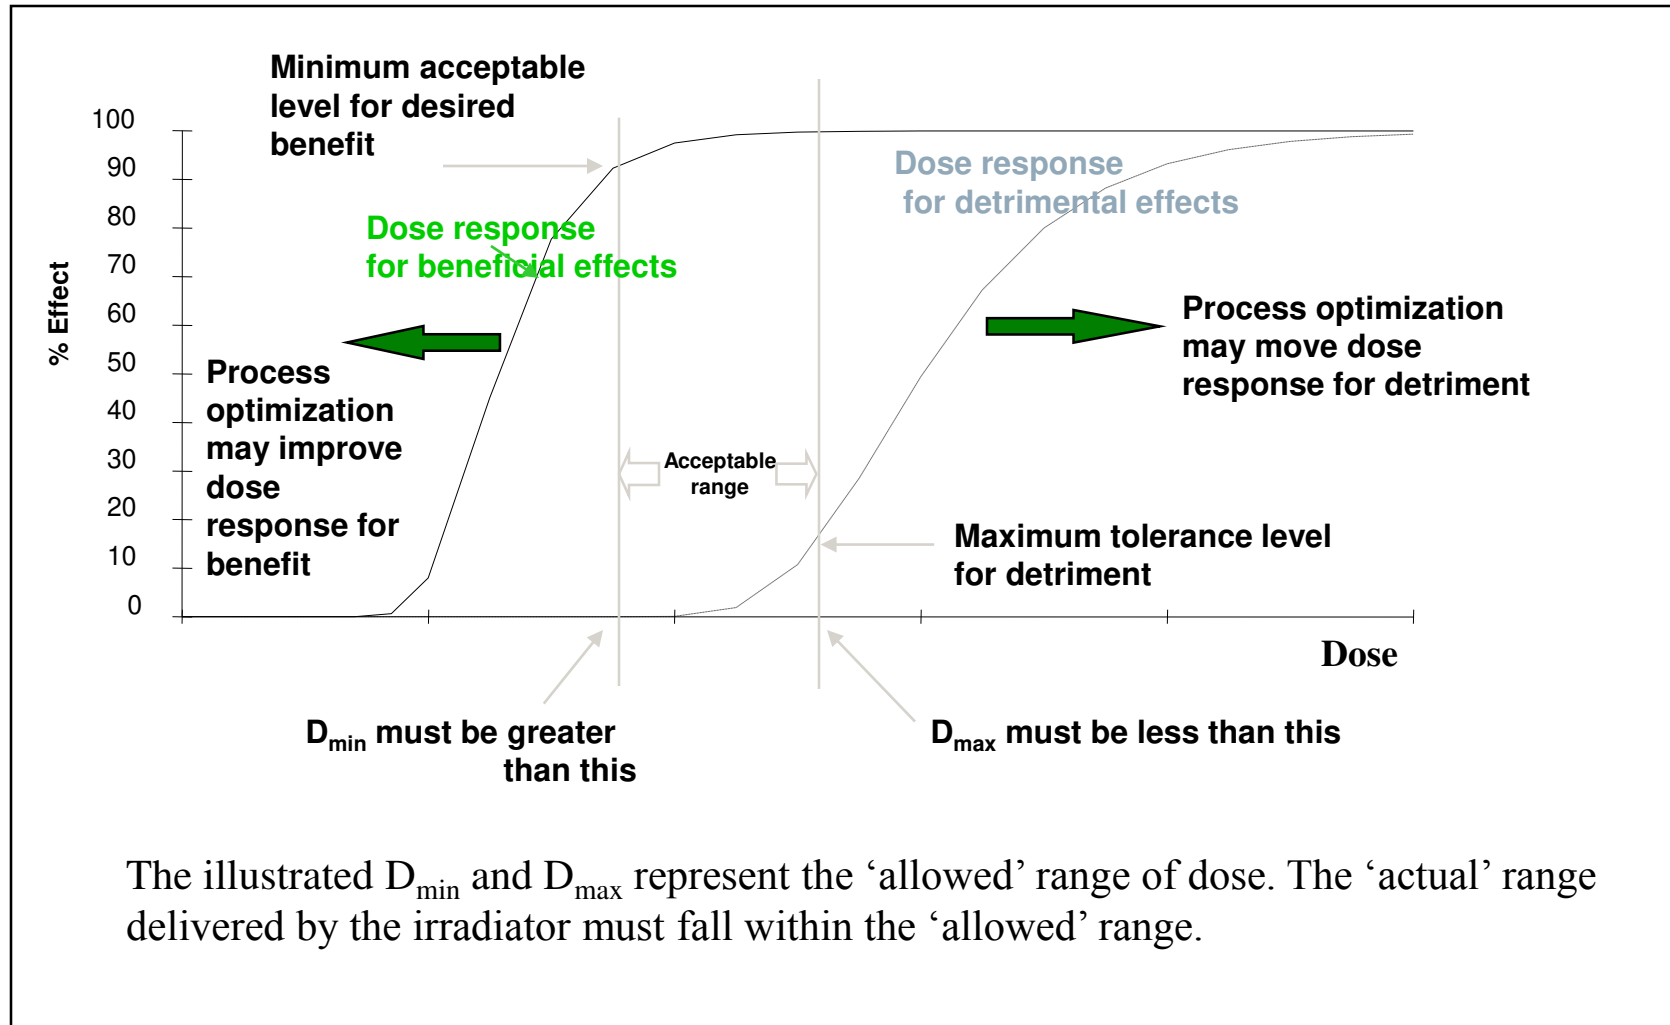 Minimum acceptable
level for desired
benefit
100
90
80
70
60
50
40
30
20
10
0
% Effect
Dose response
for beneficial effects
Dose response
for detrimental effects
Process
optimization
may improve
dose
response for
benefit
Process optimization
may move dose
response for detriment
Acceptable
range
Maximum tolerance level
for detriment
Dose
Dmin must be greater
than this
Dmax must be less than this
The illustrated Dmin and Dmax represent the ‘allowed’ range of dose. The ‘actual’ range
delivered by the irradiator must fall within the ‘allowed’ range.